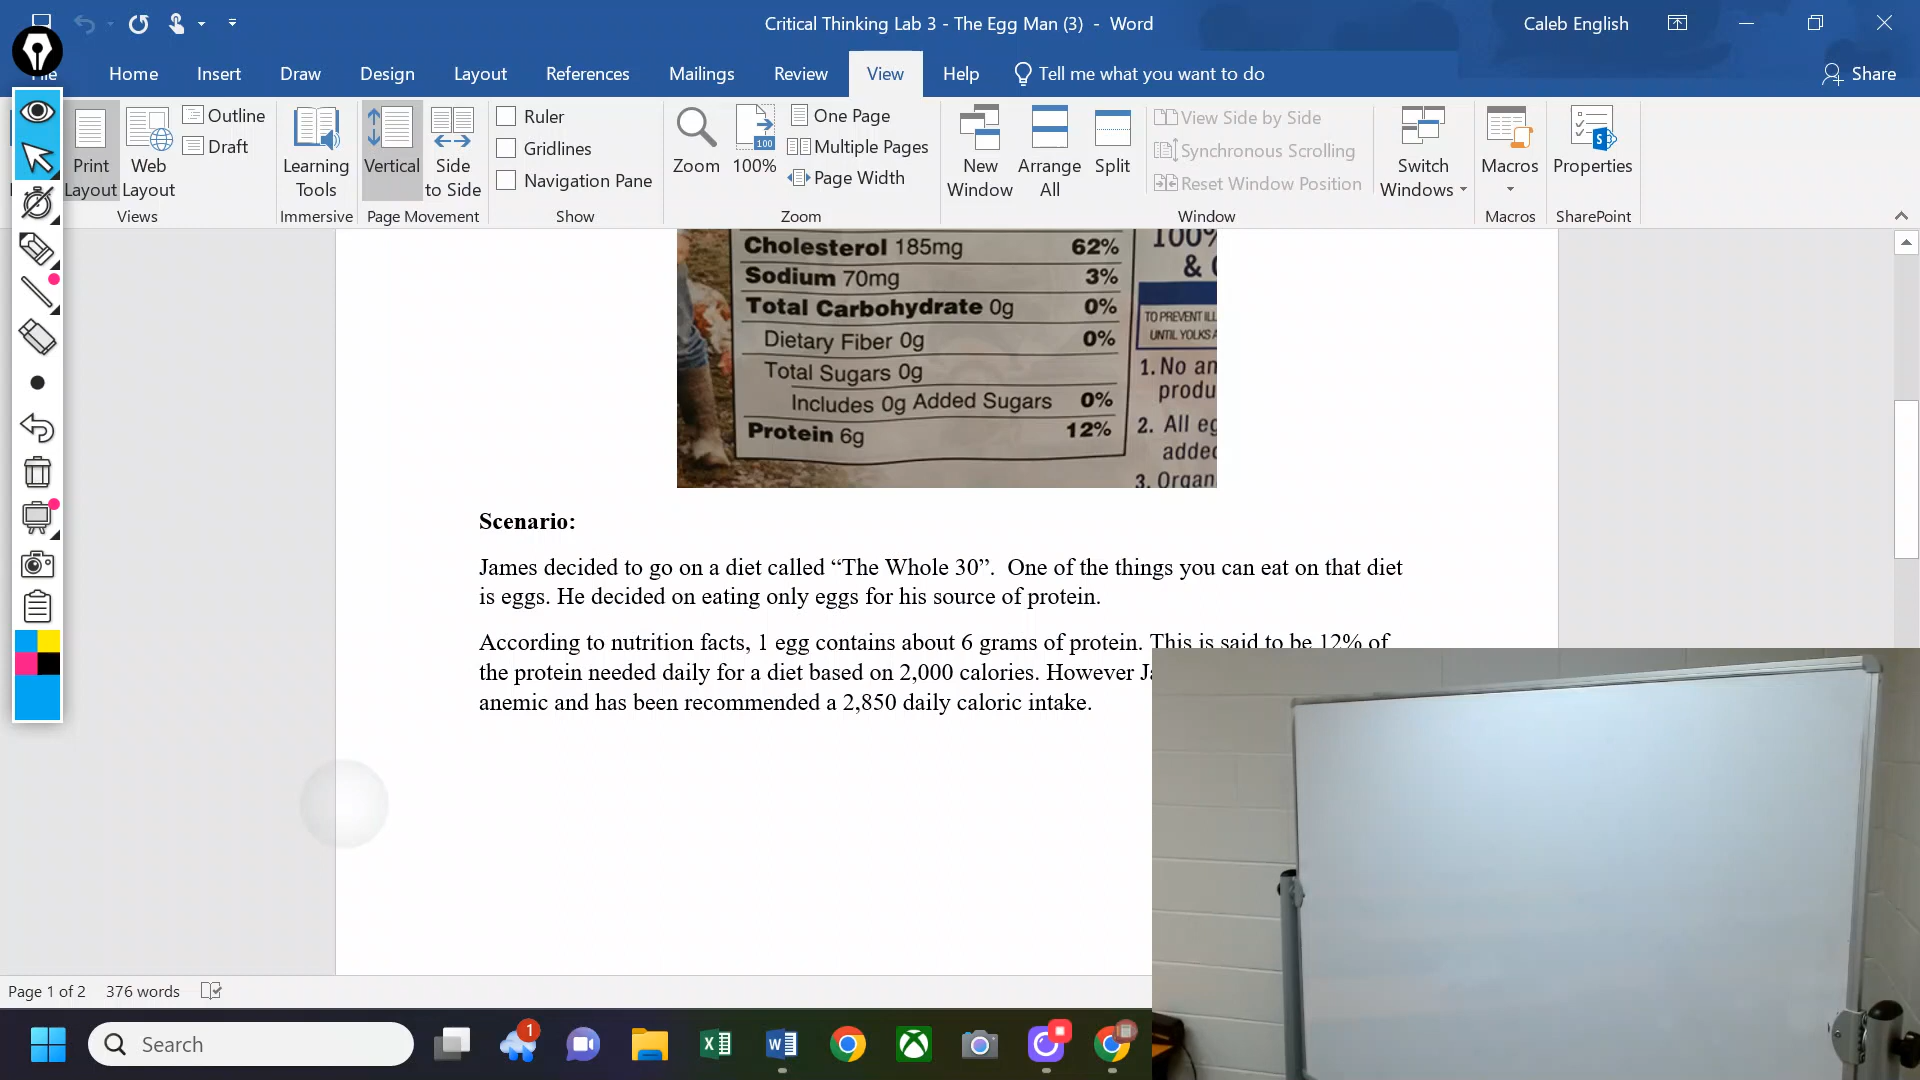 Critical Thinking Lab 3 - The Egg Man (3) - Word
Caleb English
Home Insert Draw Design Layout References Mailings Review View Help Tell me what you want to do Share
Print Layout
Web Layout
Outline
Draft
Views
Learning Tools
Immersive
Vertical
Side to Side
Page Movement
Ruler
Gridlines
Navigation Pane
Show
Zoom
100
100%
One Page
Multiple Pages
Page Width
Zoom
New Window
Arrange All
Split
View Side by Side
Synchronous Scrolling
Reset Window Position
Switch Windows
Window
Macros
Macros
Properties
SharePoint
Cholesterol 185mg 62%
Sodium 70mg 3%
Total Carbohydrate 0g 0%
Dietary Fiber 0g 0%
Total Sugars 0g
Includes 0g Added Sugars 0%
Protein 6g 12%
100%
&
TO PREVENT ILL
UNTIL YOLKS A
1. No an
produ
2. All eg
added
3. Organ
Scenario:
James decided to go on a diet called “The Whole 30”. One of the things you can eat on that diet
is eggs. He decided on eating only eggs for his source of protein.
According to nutrition facts, 1 egg contains about 6 grams of protein. This is said to be 12% of
the protein needed daily for a diet based on 2,000 calories. However Ja
anemic and has been recommended a 2,850 daily caloric intake.
Page 1 of 2 376 words
Search
1